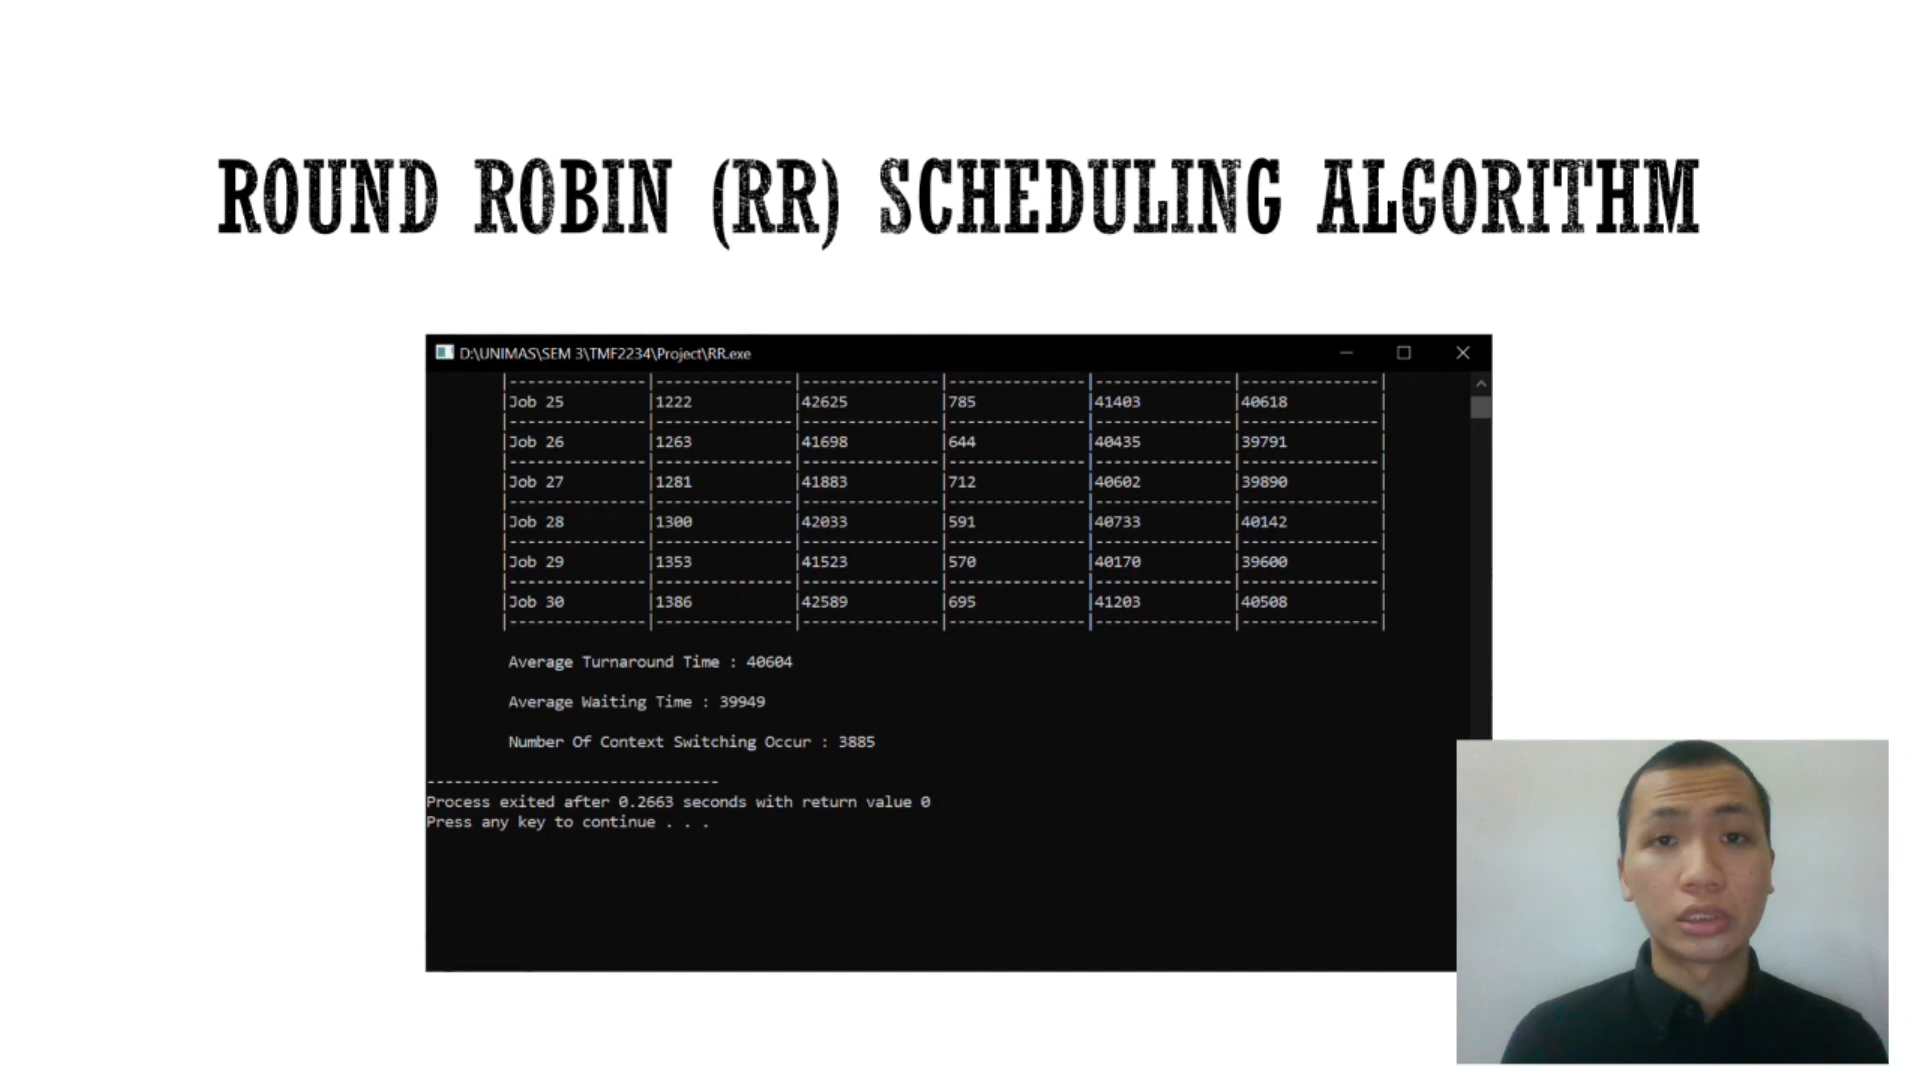 ROUND ROBIN (RR) SCHEDULING ALGORITHM
D:\UNIMAS\SEM 3\TMF2234\Project\RR.exe
|---------------|---------------|---------------|---------------|---------------|---------------|
|Job 25 |1222 |42625 |785 |41403 |40618 |
|---------------|---------------|---------------|---------------|---------------|---------------|
|Job 26 |1263 |41698 |644 |40435 |39791 |
|---------------|---------------|---------------|---------------|---------------|---------------|
|Job 27 |1281 |41883 |712 |40602 |39890 |
|---------------|---------------|---------------|---------------|---------------|---------------|
|Job 28 |1300 |42033 |591 |40733 |40142 |
|---------------|---------------|---------------|---------------|---------------|---------------|
|Job 29 |1353 |41523 |570 |40170 |39600 |
|---------------|---------------|---------------|---------------|---------------|---------------|
|Job 30 |1386 |42589 |695 |41203 |40508 |
|---------------|---------------|---------------|---------------|---------------|---------------|
Average Turnaround Time : 40604
Average Waiting Time : 39949
Number Of Context Switching Occur : 3885
--------------------------------
Process exited after 0.2663 seconds with return value 0
Press any key to continue . . .